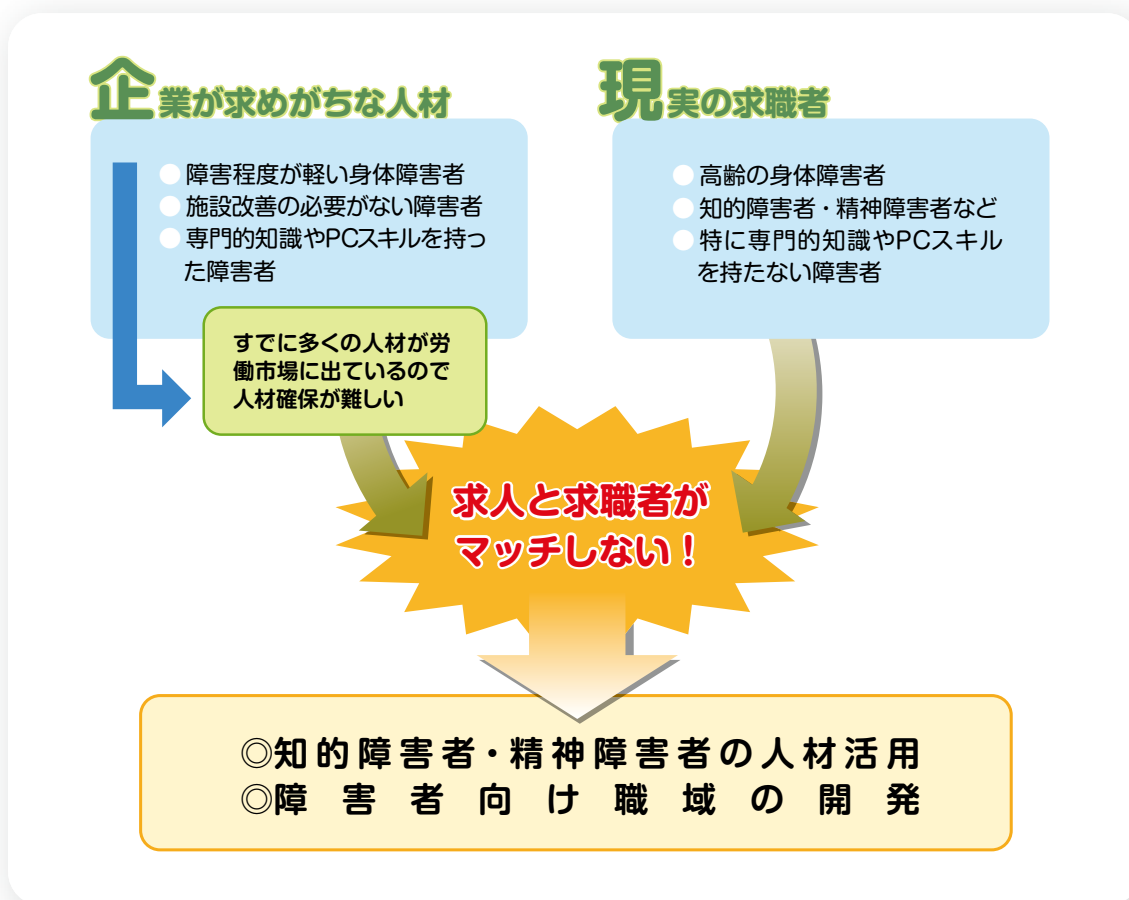 企業が求めがちな人材
●障害程度が軽い身体障害者
●施設改善の必要がない障害者
●専門的知識やPCスキルを持っ
た障害者
すでに多くの人材が労
働市場に出ているので
人材確保が難しい
現実の求職者
●高齢の身体障害者
●知的障害者・精神障害者など
●特に専門的知識やPCスキル
を持たない障害者
求人と求職者が
マッチしない！
◎知的障害者・精神障害者の人材活用
◎障害者向け職域の開発